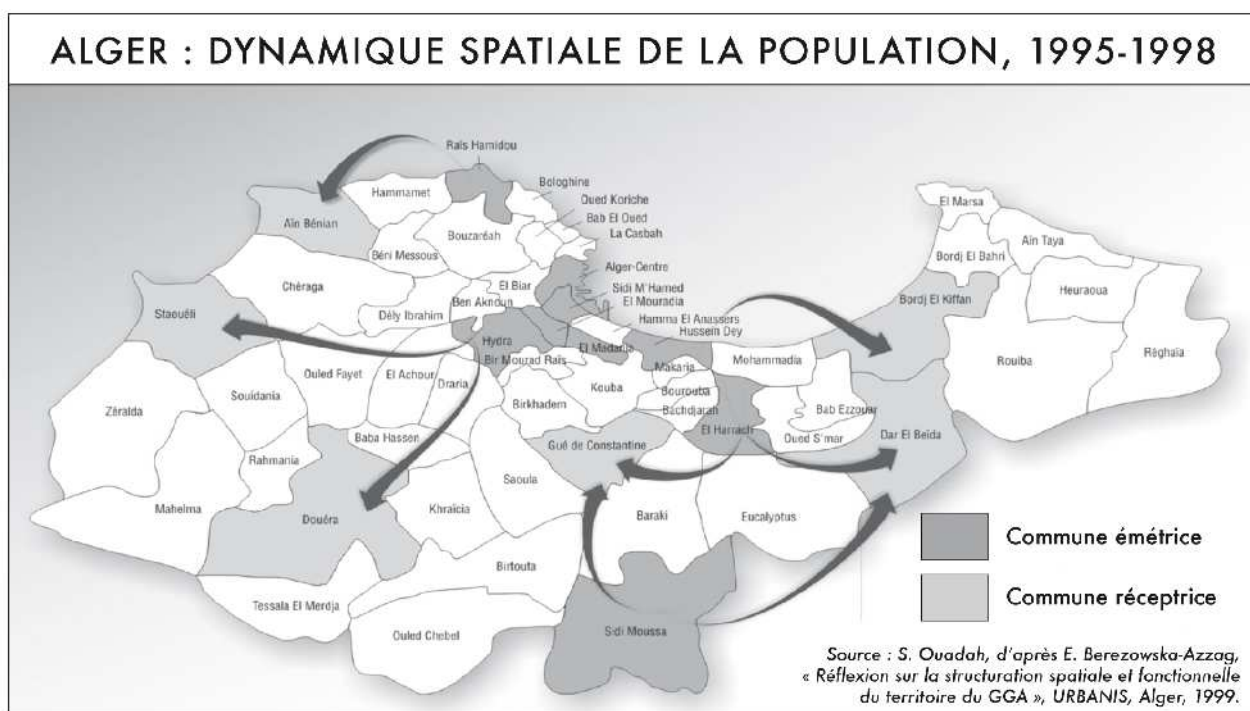 ALGER : DYNAMIQUE SPATIALE DE LA POPULATION, 1995-1998
Raïs Hamidou
Bologhine
Hammamet
Oued Koriche
Bab El Oued
La Casbah
Aïn Bénian
Bouzaréah
Béni Messous
El Marsa
Aïn Taya
Bordj El Bahri
Alger-Centre
Sidi M'Hamed
El Mouradia
Chéraga
El Biar
Ben Aknoun
Heuraoua
Bordj El Kiffan
Staouéli
Dély Ibrahim
Hamma El Anassers
Hussein Dey
Hydra
El Madania
Bir Mourad Raïs
Makaria
Mohammadia
Rouiba
Réghaïa
Ouled Fayet
El Achour
Draria
Kouba
Bourouba
Souidania
Birkhadem
Bachdjarah
Bab Ezzouar
Zéralda
El Harrach
Oued S'mar
Dar El Beïda
Baba Hassen
Gué de Constantine
Rahmania
Saoula
Mahelma
Douéra
Khraïcia
Baraki
Eucalyptus
Birtouta
Tessala El Merdja
Ouled Chebel
Sidi Moussa
Commune émétrice
Commune réceptrice
Source : S. Ouadah, d'après E. Berezowska-Azzag,
« Réflexion sur la structuration spatiale et fonctionnelle
du territoire du GGA », URBANIS, Alger, 1999.